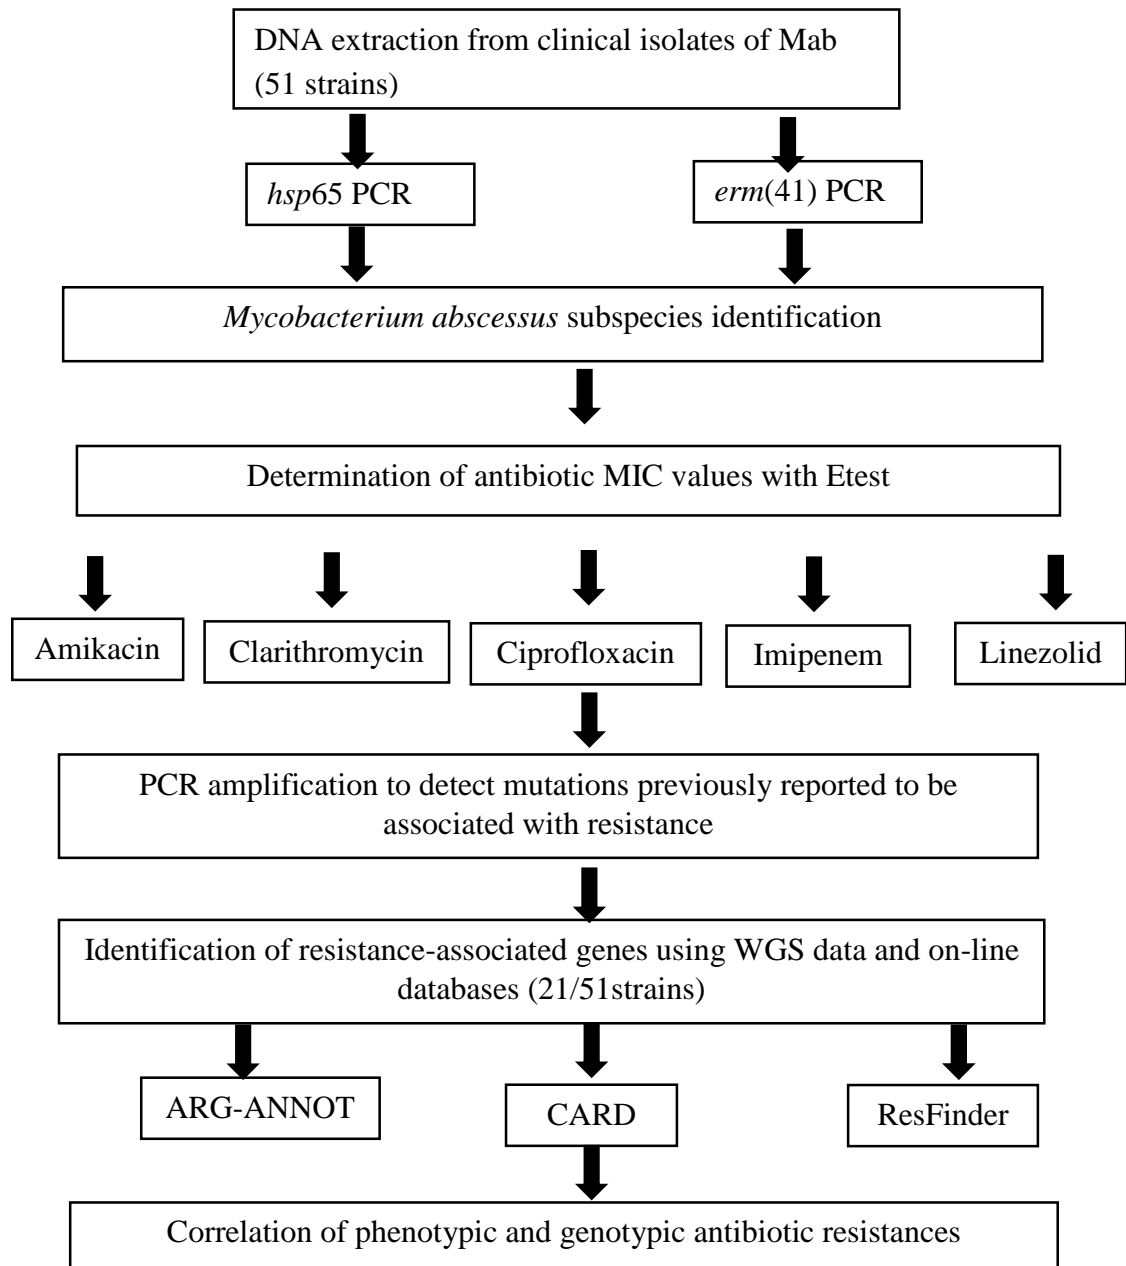 DNA extraction from clinical isolates of Mab
(51 strains)
hsp65 PCR
erm(41) PCR
Mycobacterium abscessus subspecies identification
Determination of antibiotic MIC values with Etest
Amikacin
Clarithromycin
Ciprofloxacin
Imipenem
Linezolid
PCR amplification to detect mutations previously reported to be
associated with resistance
Identification of resistance-associated genes using WGS data and on-line
databases (21/51strains)
ARG-ANNOT
CARD
ResFinder
Correlation of phenotypic and genotypic antibiotic resistances